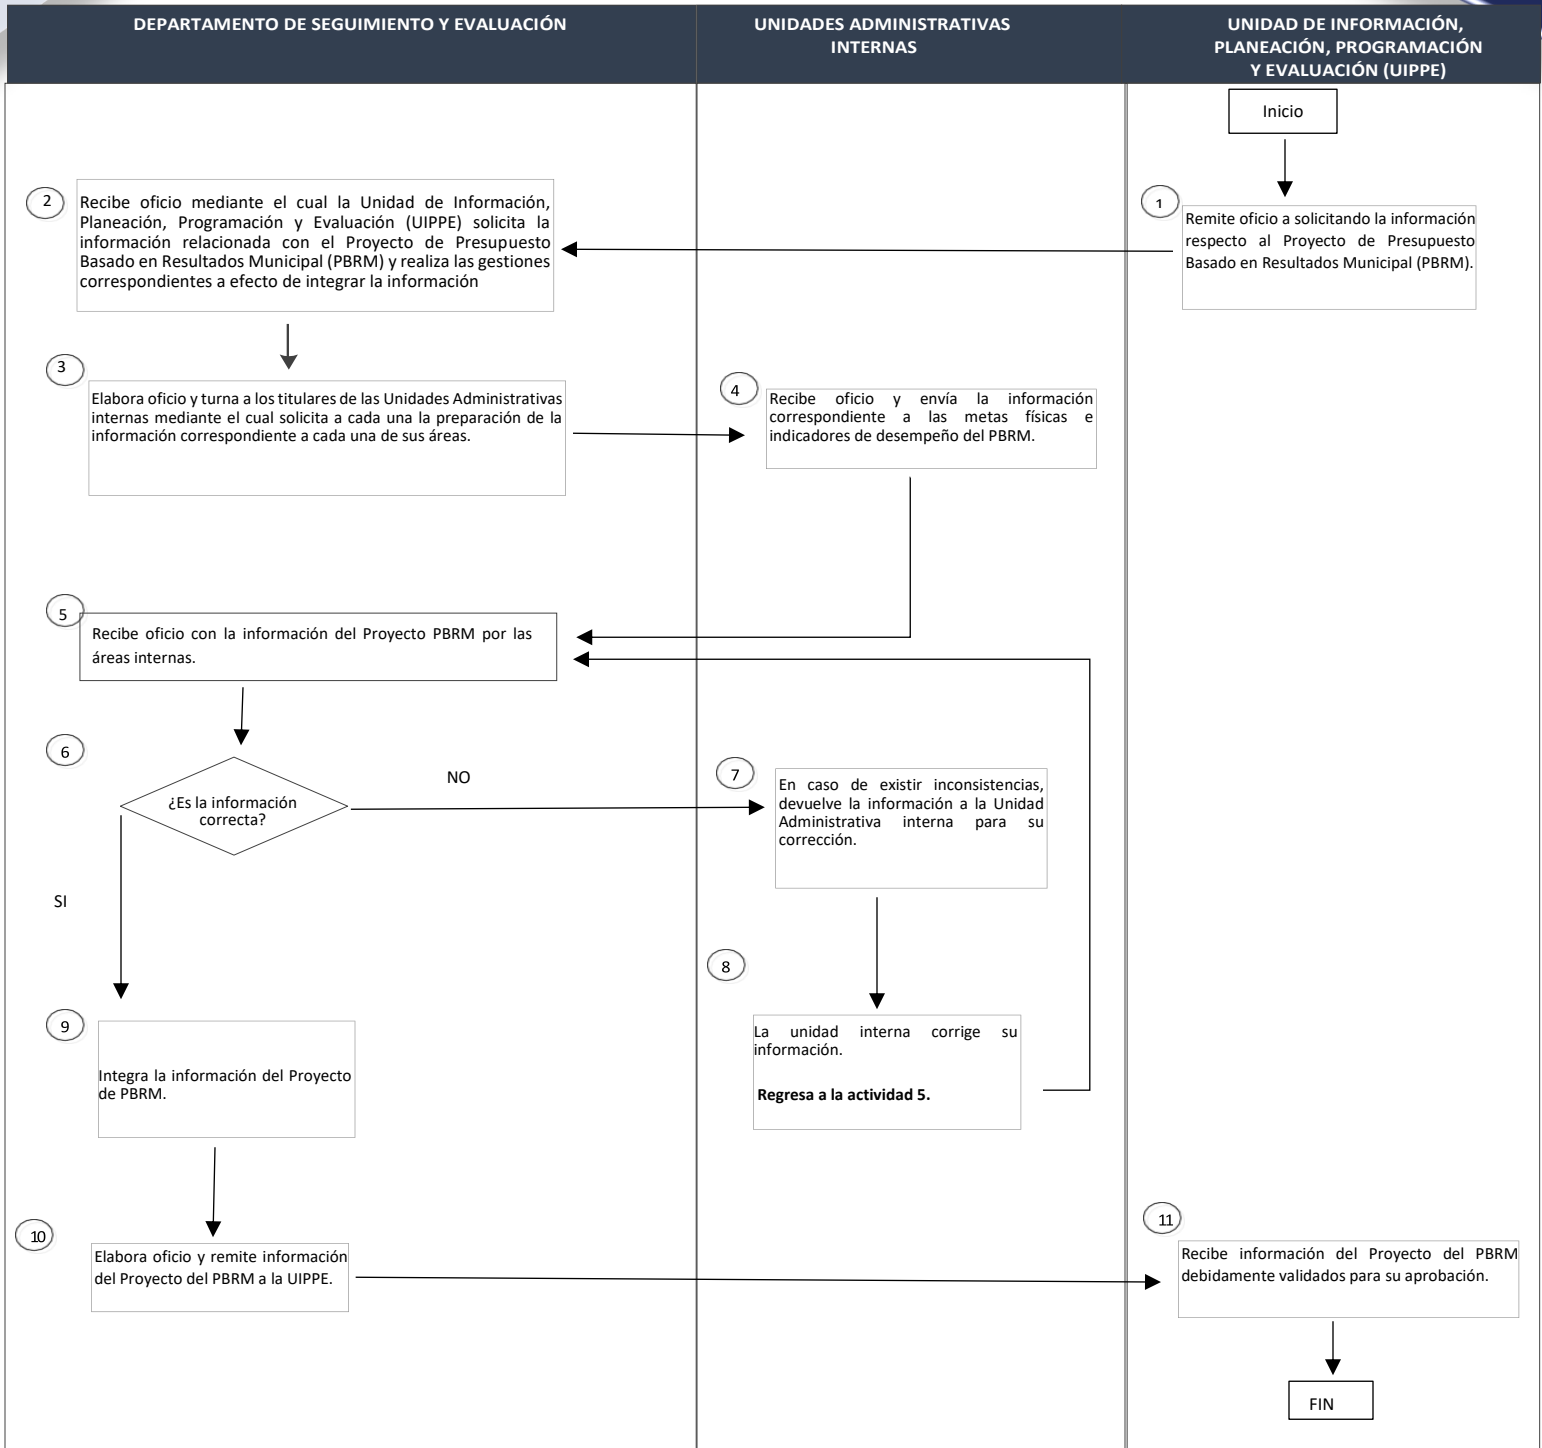 DEPARTAMENTO DE SEGUIMIENTO Y EVALUACIÓN
UNIDADES ADMINISTRATIVAS
INTERNAS
UNIDAD DE INFORMACIÓN,
PLANEACIÓN, PROGRAMACIÓN
Y EVALUACIÓN (UIPPE)
Inicio
1
Remite oficio a solicitando la información
respecto al Proyecto de Presupuesto
Basado en Resultados Municipal (PBRM).
2
Recibe oficio mediante el cual la Unidad de Información,
Planeación, Programación y Evaluación (UIPPE) solicita la
información relacionada con el Proyecto de Presupuesto
Basado en Resultados Municipal (PBRM) y realiza las gestiones
correspondientes a efecto de integrar la información
3
Elabora oficio y turna a los titulares de las Unidades Administrativas
internas mediante el cual solicita a cada una la preparación de la
información correspondiente a cada una de sus áreas.
4
Recibe oficio y envía la información
correspondiente a las metas físicas e
indicadores de desempeño del PBRM.
5
Recibe oficio con la información del Proyecto PBRM por las
áreas internas.
6
¿Es la información
correcta?
NO
SI
7
En caso de existir inconsistencias,
devuelve la información a la Unidad
Administrativa interna para su
corrección.
8
La unidad interna corrige su
información.
Regresa a la actividad 5.
9
Integra la información del Proyecto
de PBRM.
10
Elabora oficio y remite información
del Proyecto del PBRM a la UIPPE.
11
Recibe información del Proyecto del PBRM
debidamente validados para su aprobación.
FIN